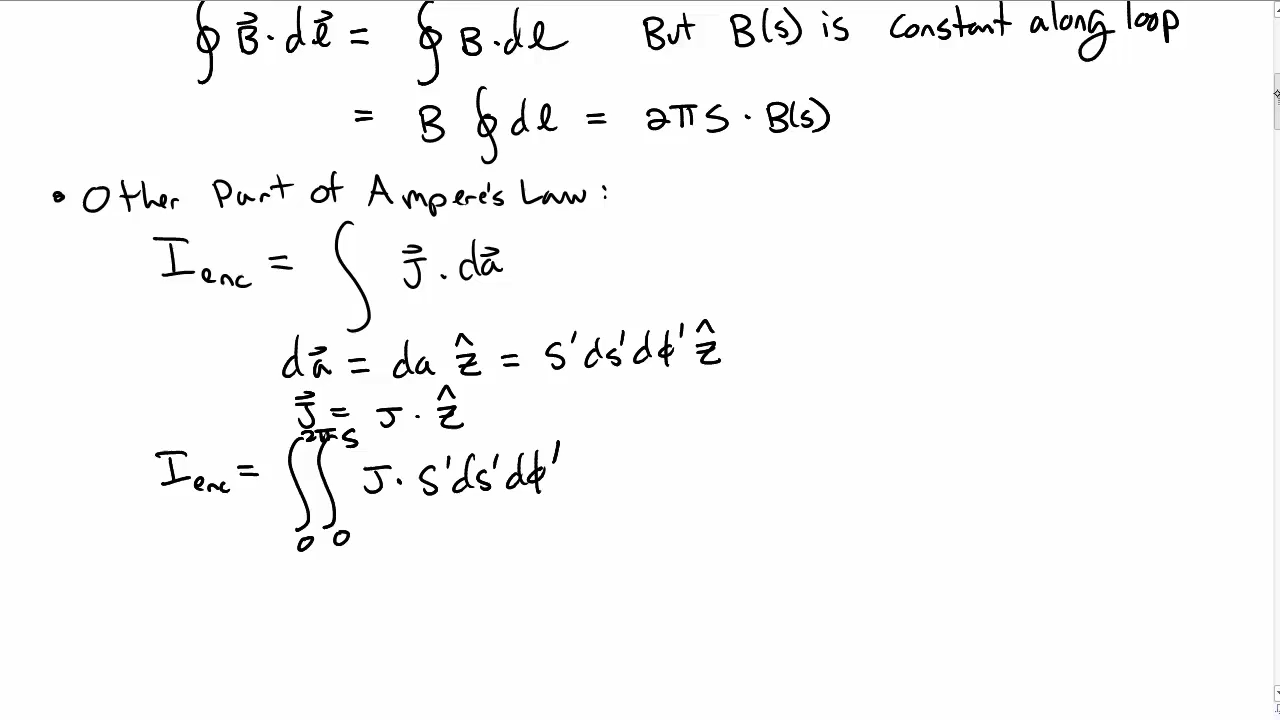 ∮ B⃗ · dℓ⃗ = ∮ B · dℓ But B(s) is constant along loop
= B ∮ dℓ = 2πs · B(s)
• Other Part of Ampere's Law:
I_enc = ∫ J⃗ · da⃗
da⃗ = da ẑ = s'ds'dϕ' ẑ
J⃗ = J · ẑ
I_enc = ∫₀^2π ∫₀^s J · s'ds'dϕ'